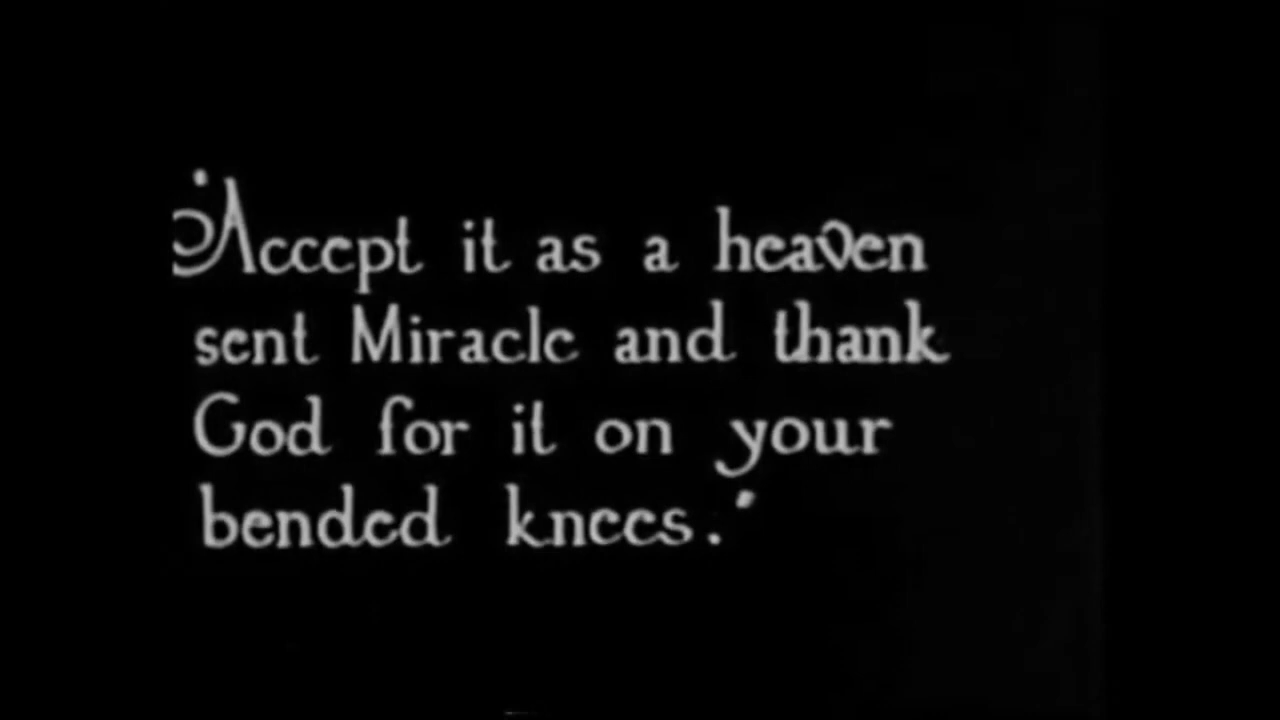 "Accept it as a heaven
sent Miracle and thank
God for it on your
bended knees."